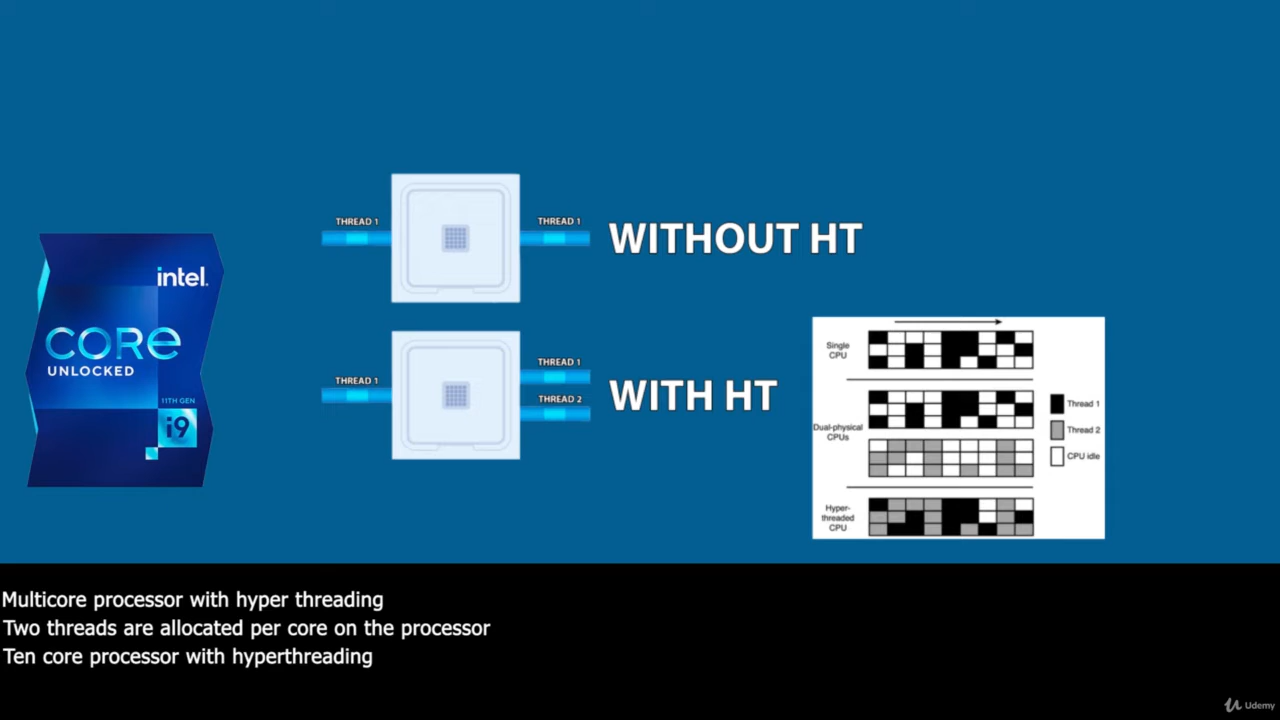 THREAD 1
THREAD 1
WITHOUT HT
intel.
CORE
UNLOCKED
11TH GEN
i9
THREAD 1
THREAD 1
THREAD 2
WITH HT
Single
CPU
Dual-physical
CPUs
Hyper-
threaded
CPU
Thread 1
Thread 2
CPU idle
Multicore processor with hyper threading
Two threads are allocated per core on the processor
Ten core processor with hyperthreading
Udemy